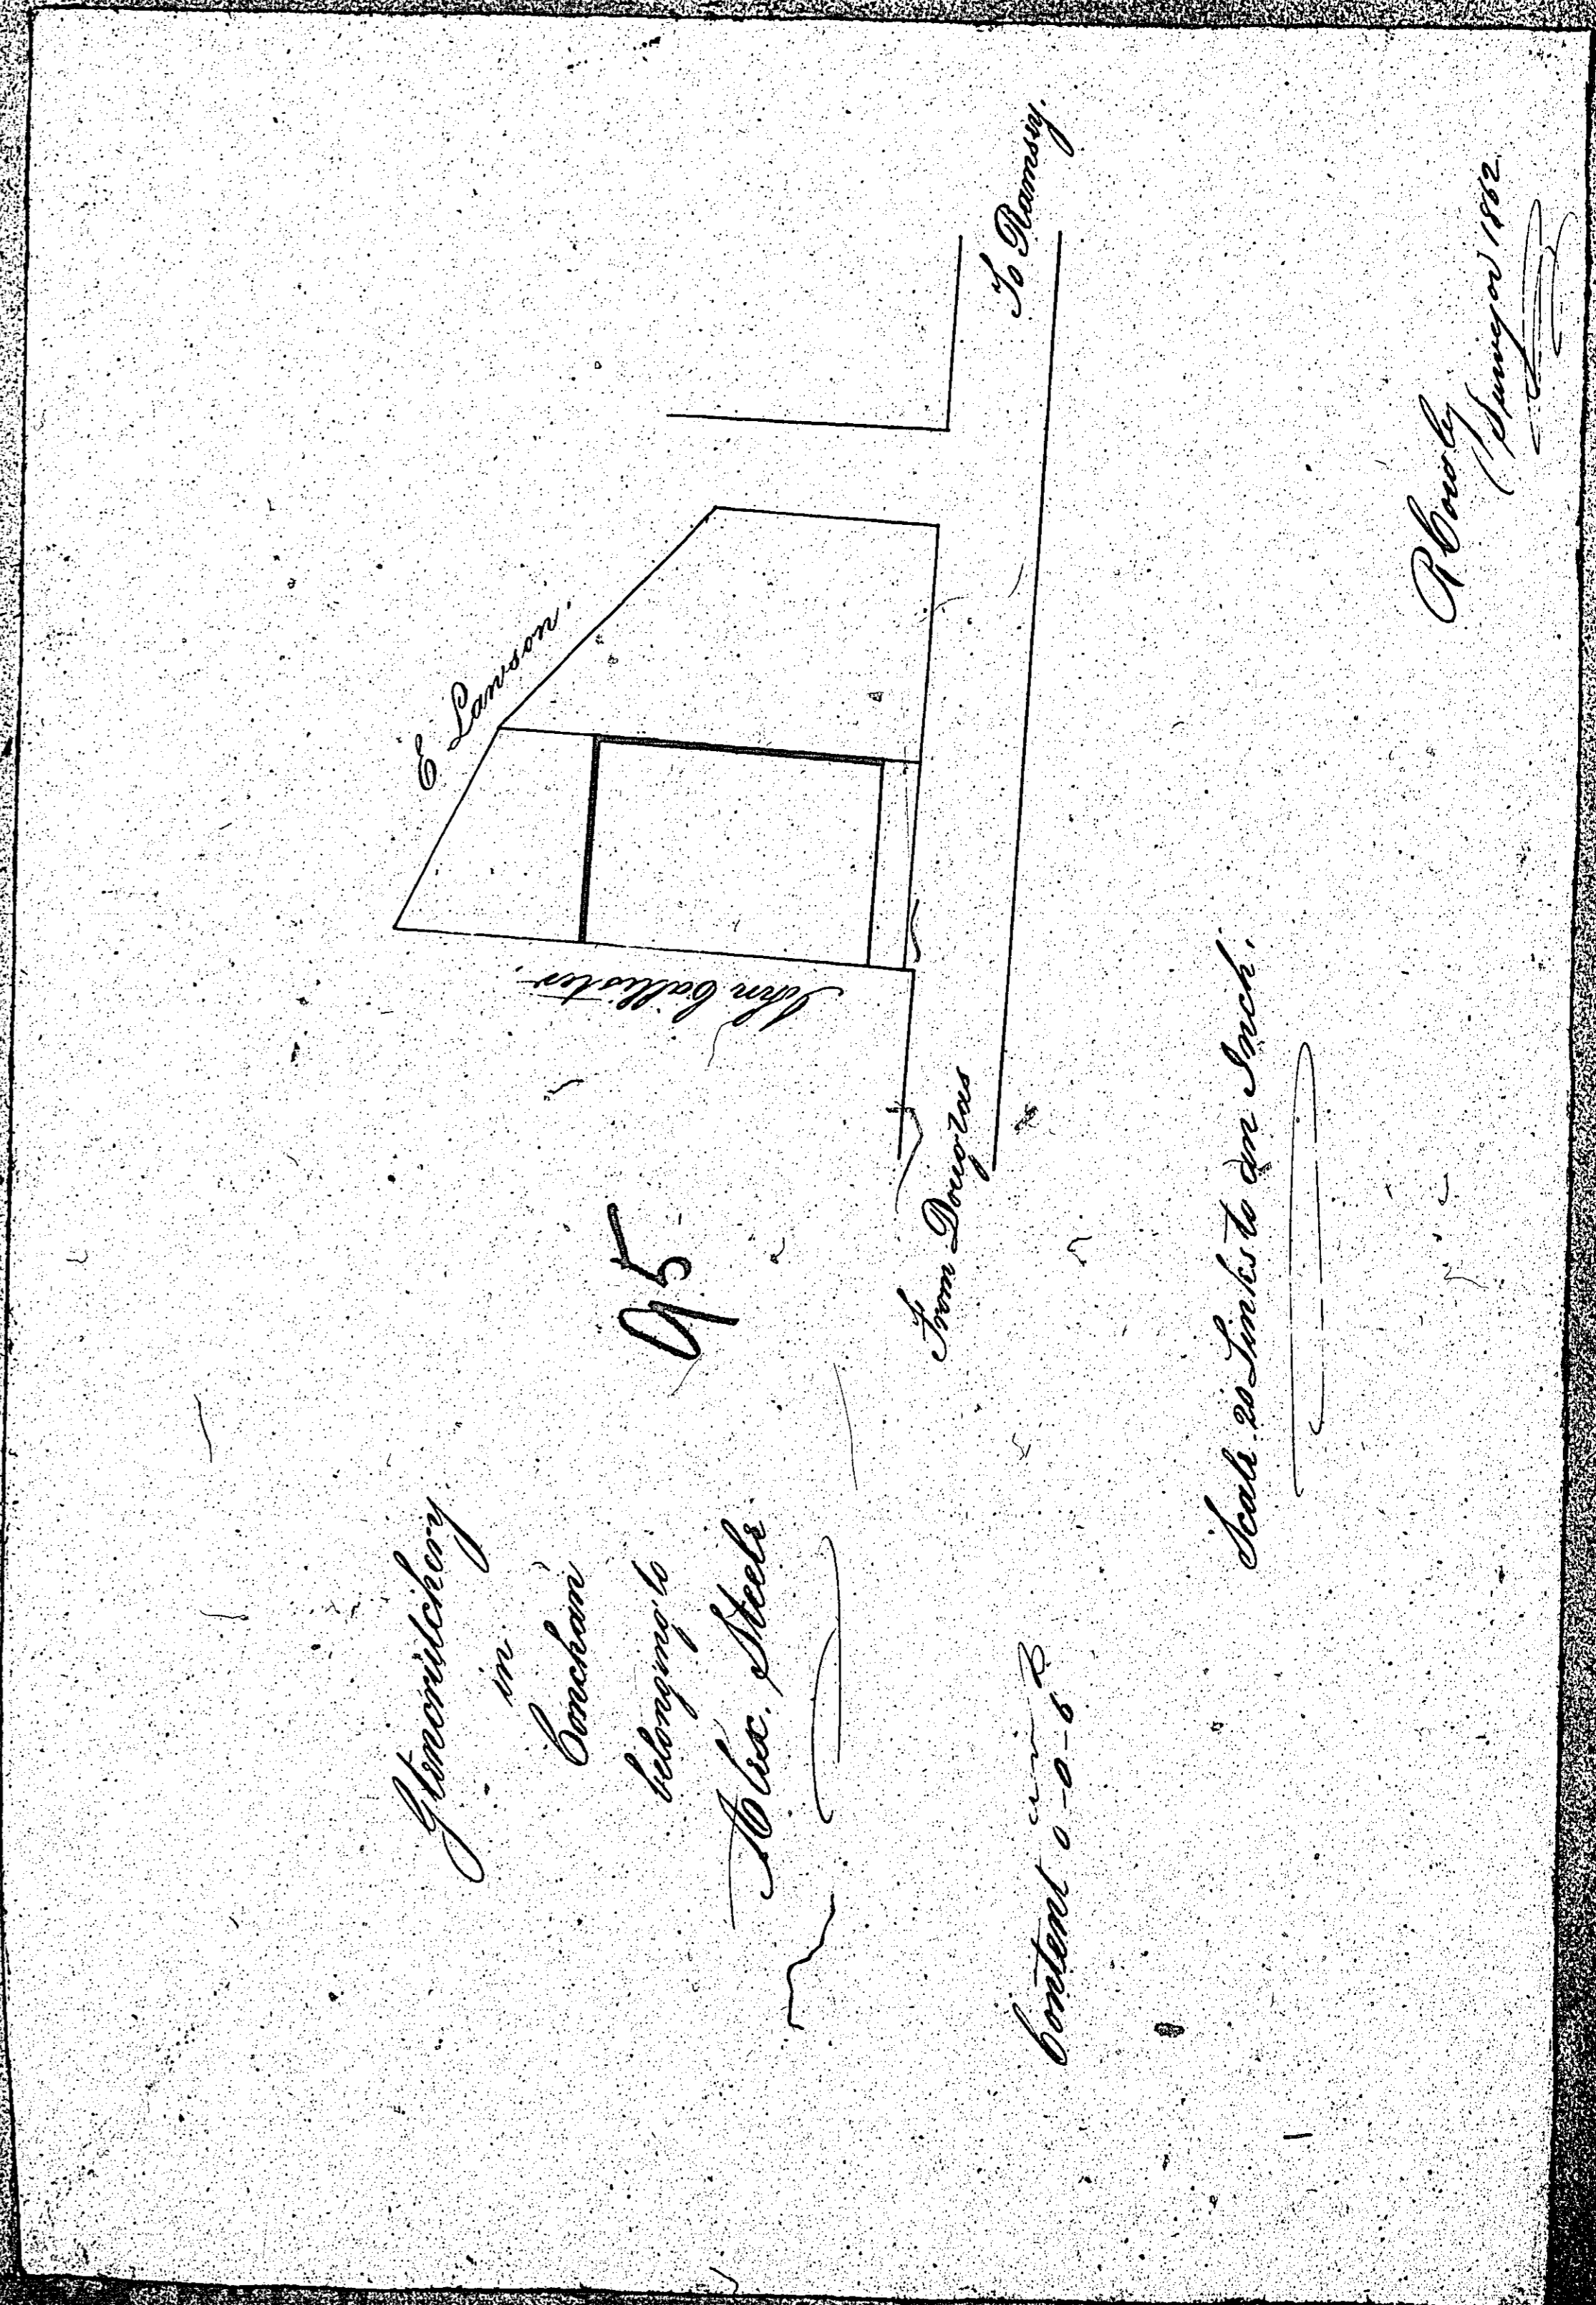 Glencrutchery
in
Conchan
belonging to
Alex. Steele
95
E Lawson.
John Callister
From Douglas
To Ramsey.
Content 0-0-6
Scale 20 Links to an Inch.
R Cowley
Surveyor 1862